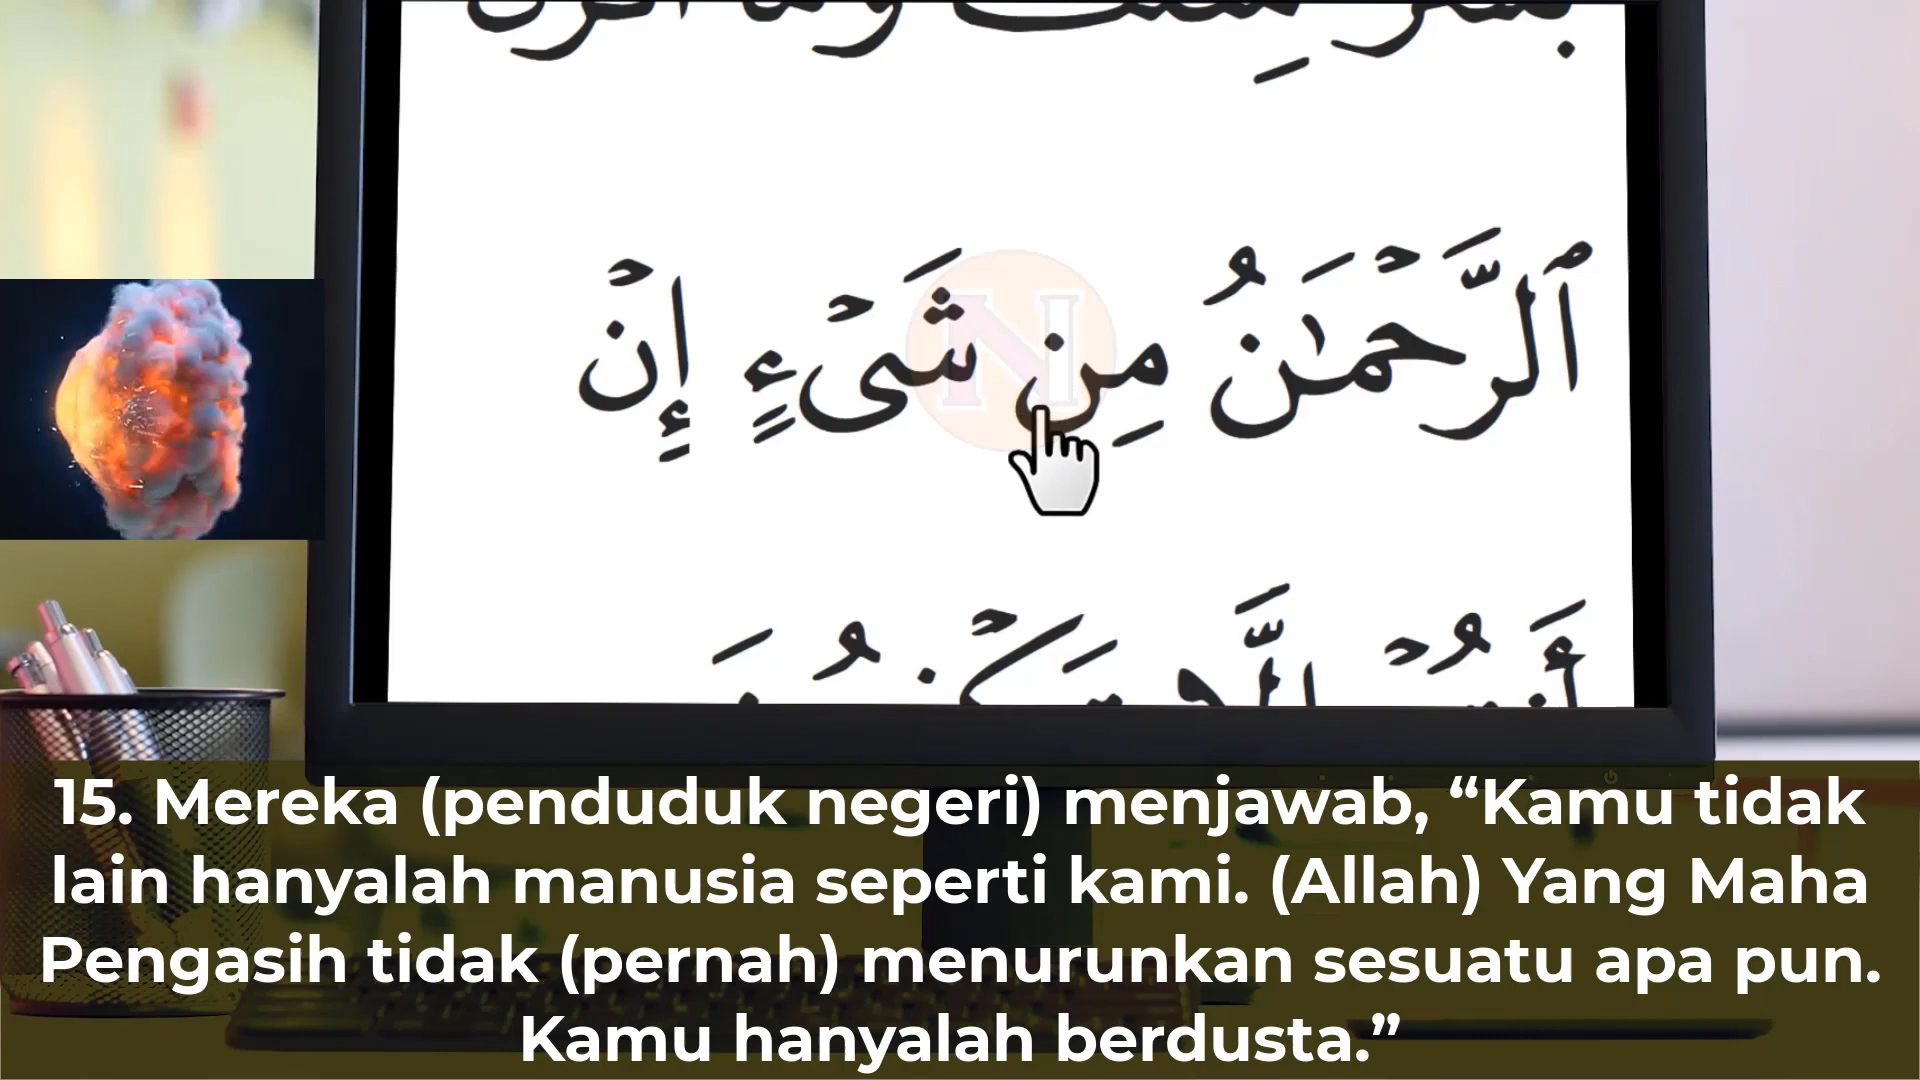 ٱلرَّحْمَـٰنُ مِن شَىْءٍ إِنْ
N
15. Mereka (penduduk negeri) menjawab, “Kamu tidak
lain hanyalah manusia seperti kami. (Allah) Yang Maha
Pengasih tidak (pernah) menurunkan sesuatu apa pun.
Kamu hanyalah berdusta.”